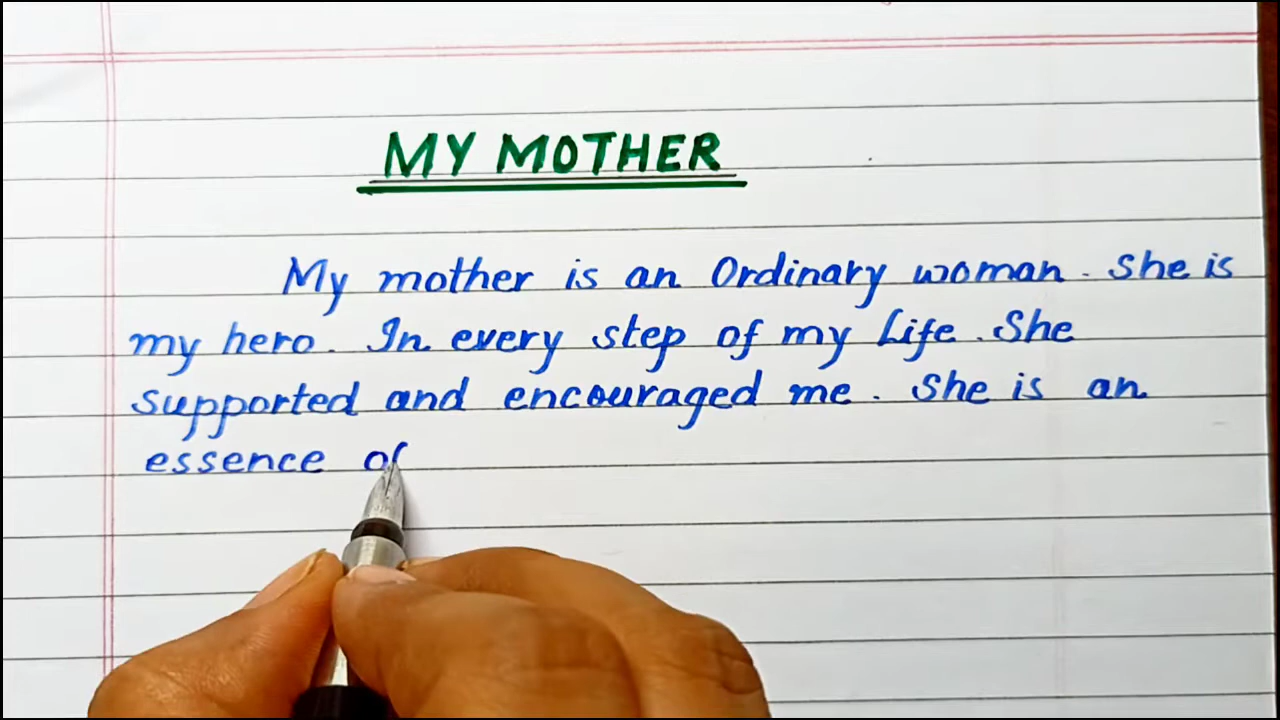 MY MOTHER
My mother is an Ordinary woman. She is
my hero. In every step of my Life. She
supported and encouraged me. She is an
essence of